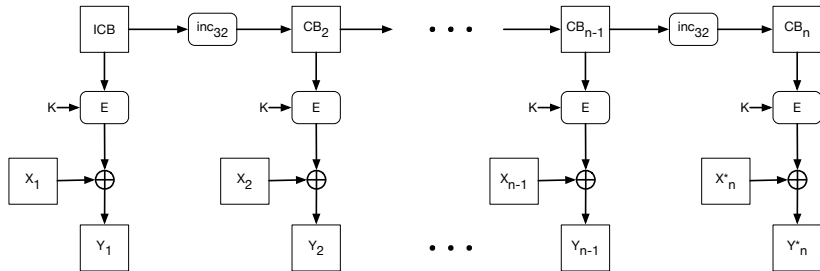 ICB inc32 CB2 • • • CBn-1 inc32 CBn
K E K E K E K E
X1 X2 Xn-1 X*n
Y1 Y2 • • • Yn-1 Y*n